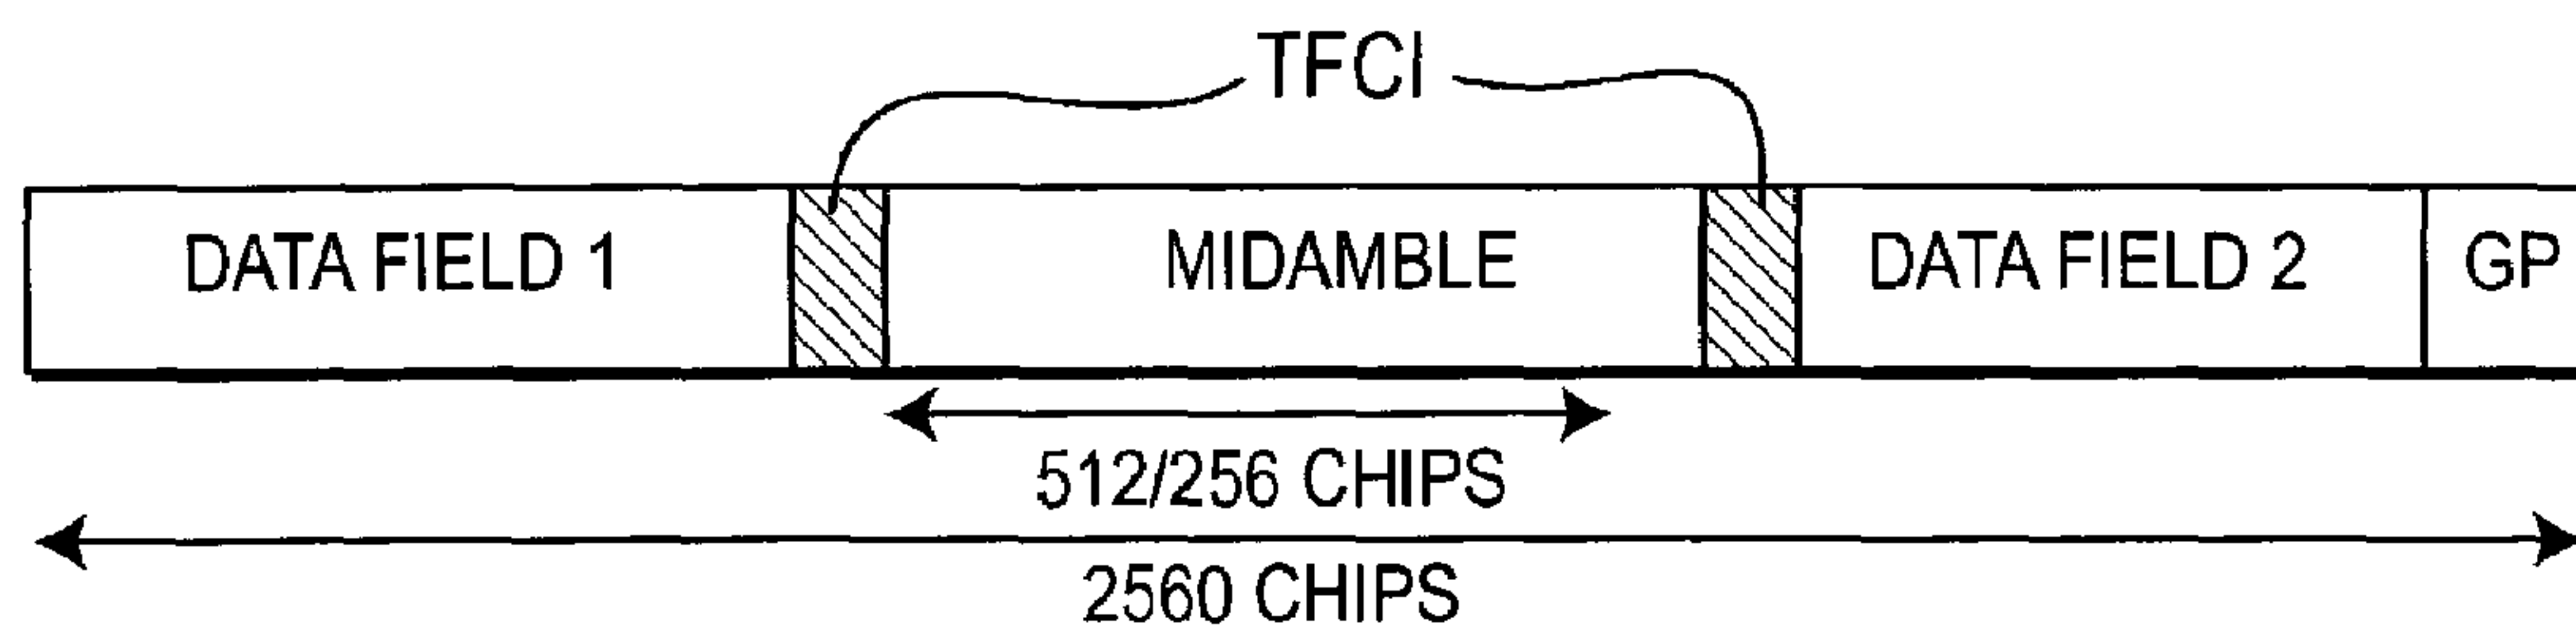 TFCI
DATA FIELD 1 MIDAMBLE DATA FIELD 2 GP
512/256 CHIPS
2560 CHIPS